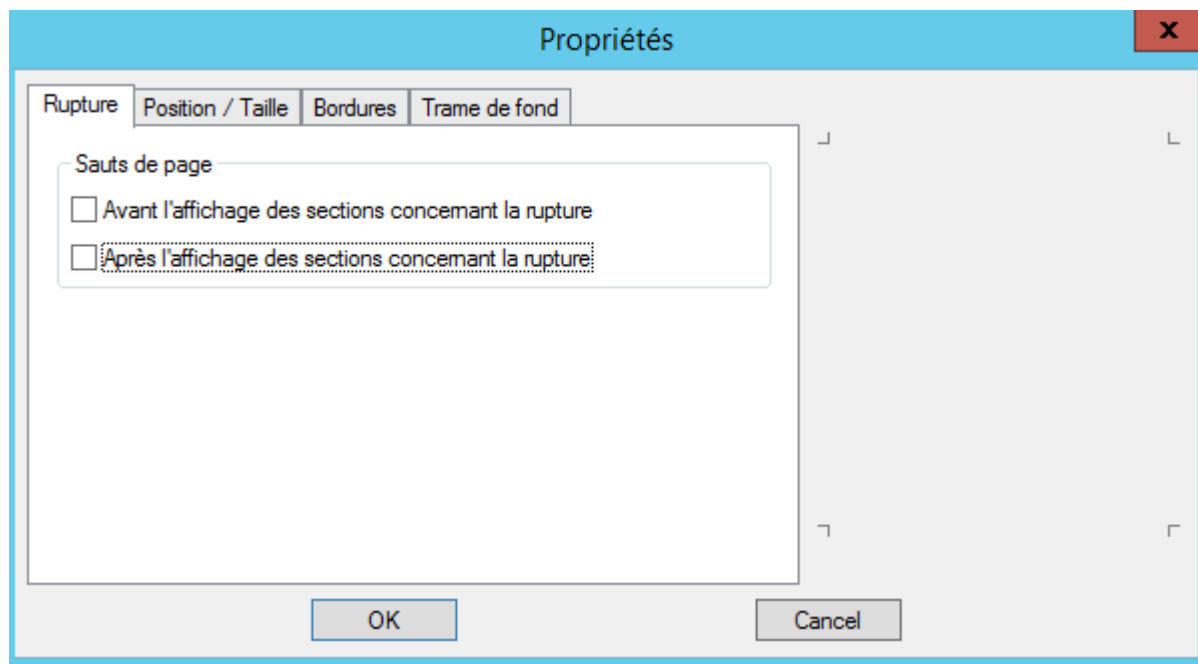 Propriétés
x
Rupture Position / Taille Bordures Trame de fond
Sauts de page
Avant l'affichage des sections concernant la rupture
Après l'affichage des sections concernant la rupture
OK Cancel